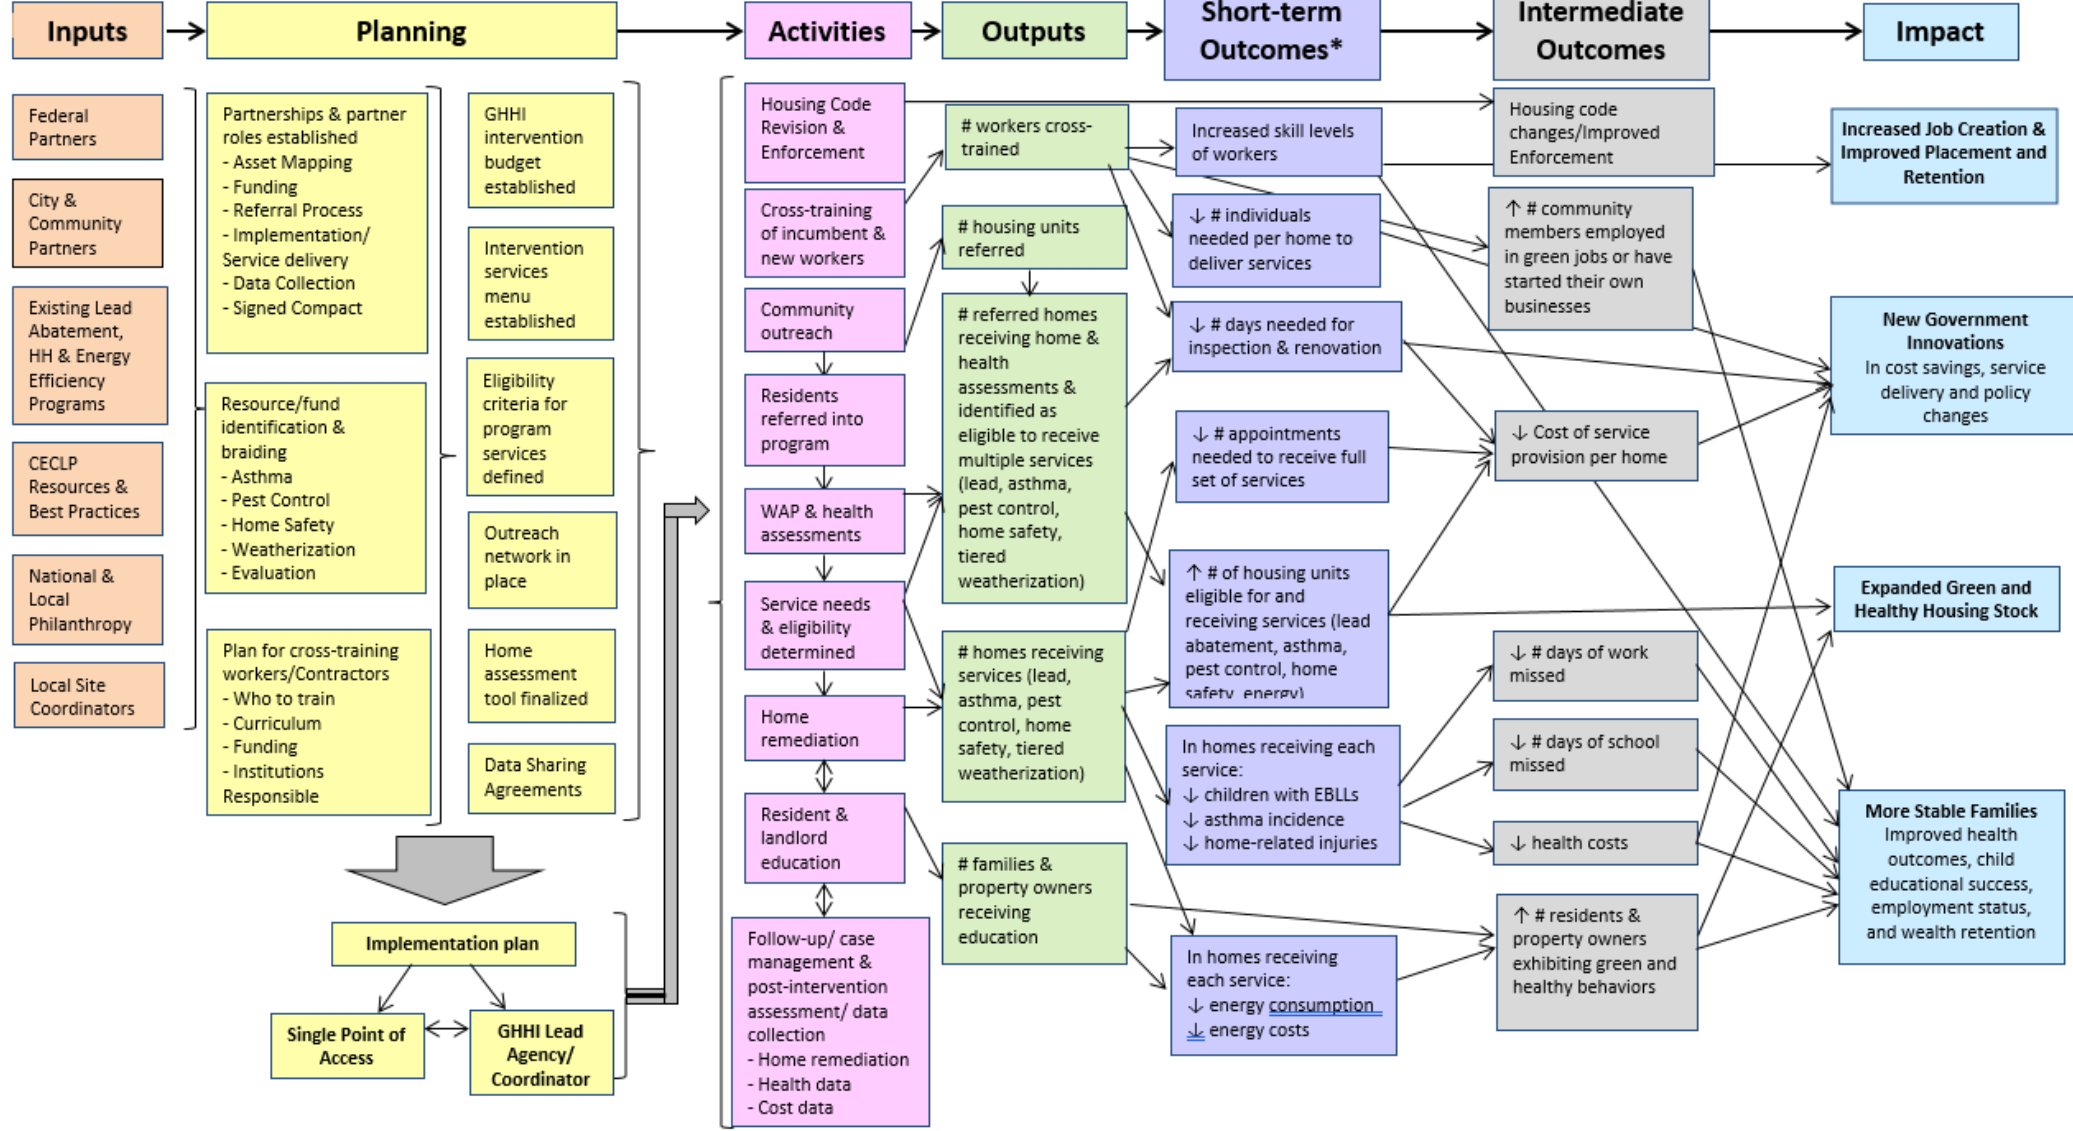 Inputs
Planning
Activities
Outputs
Short-term
Outcomes*
Intermediate
Outcomes
Impact
Federal
Partners
City &
Community
Partners
Existing Lead
Abatement,
HH & Energy
Efficiency
Programs
CECLP
Resources &
Best Practices
National &
Local
Philanthropy
Local Site
Coordinators
Partnerships & partner
roles established
- Asset Mapping
- Funding
- Referral Process
- Implementation/
Service delivery
- Data Collection
- Signed Compact
Resource/fund
identification &
braiding
- Asthma
- Pest Control
- Home Safety
- Weatherization
- Evaluation
Plan for cross-training
workers/Contractors
- Who to train
- Curriculum
- Funding
- Institutions
Responsible
GHHI
intervention
budget
established
Intervention
services
menu
established
Eligibility
criteria for
program
services
defined
Outreach
network in
place
Home
assessment
tool finalized
Data Sharing
Agreements
Implementation plan
Single Point of
Access
GHHI Lead
Agency/
Coordinator
Housing Code
Revision &
Enforcement
Cross-training
of incumbent &
new workers
Community
outreach
Residents
referred into
program
WAP & health
assessments
Service needs
& eligibility
determined
Home
remediation
Resident &
landlord
education
Follow-up/ case
management &
post-intervention
assessment/ data
collection
- Home remediation
- Health data
- Cost data
# workers cross-
trained
# housing units
referred
# referred homes
receiving home &
health
assessments &
identified as
eligible to receive
multiple services
(lead, asthma,
pest control,
home safety,
tiered
weatherization)
# homes receiving
services (lead,
asthma, pest
control, home
safety, tiered
weatherization)
# families &
property owners
receiving
education
Increased skill levels
of workers
↓ # individuals
needed per home to
deliver services
↓ # days needed for
inspection & renovation
↓ # appointments
needed to receive full
set of services
↑ # of housing units
eligible for and
receiving services (lead
abatement, asthma,
pest control, home
safety, energy)
In homes receiving each
service:
↓ children with EBLLs
↓ asthma incidence
↓ home-related injuries
In homes receiving
each service:
↓ energy consumption
↓ energy costs
Housing code
changes/Improved
Enforcement
↑ # community
members employed
in green jobs or have
started their own
businesses
↓ Cost of service
provision per home
↓ # days of work
missed
↓ # days of school
missed
↓ health costs
↑ # residents &
property owners
exhibiting green and
healthy behaviors
Increased Job Creation &
Improved Placement and
Retention
New Government
Innovations
In cost savings, service
delivery and policy
changes
Expanded Green and
Healthy Housing Stock
More Stable Families
Improved health
outcomes, child
educational success,
employment status,
and wealth retention